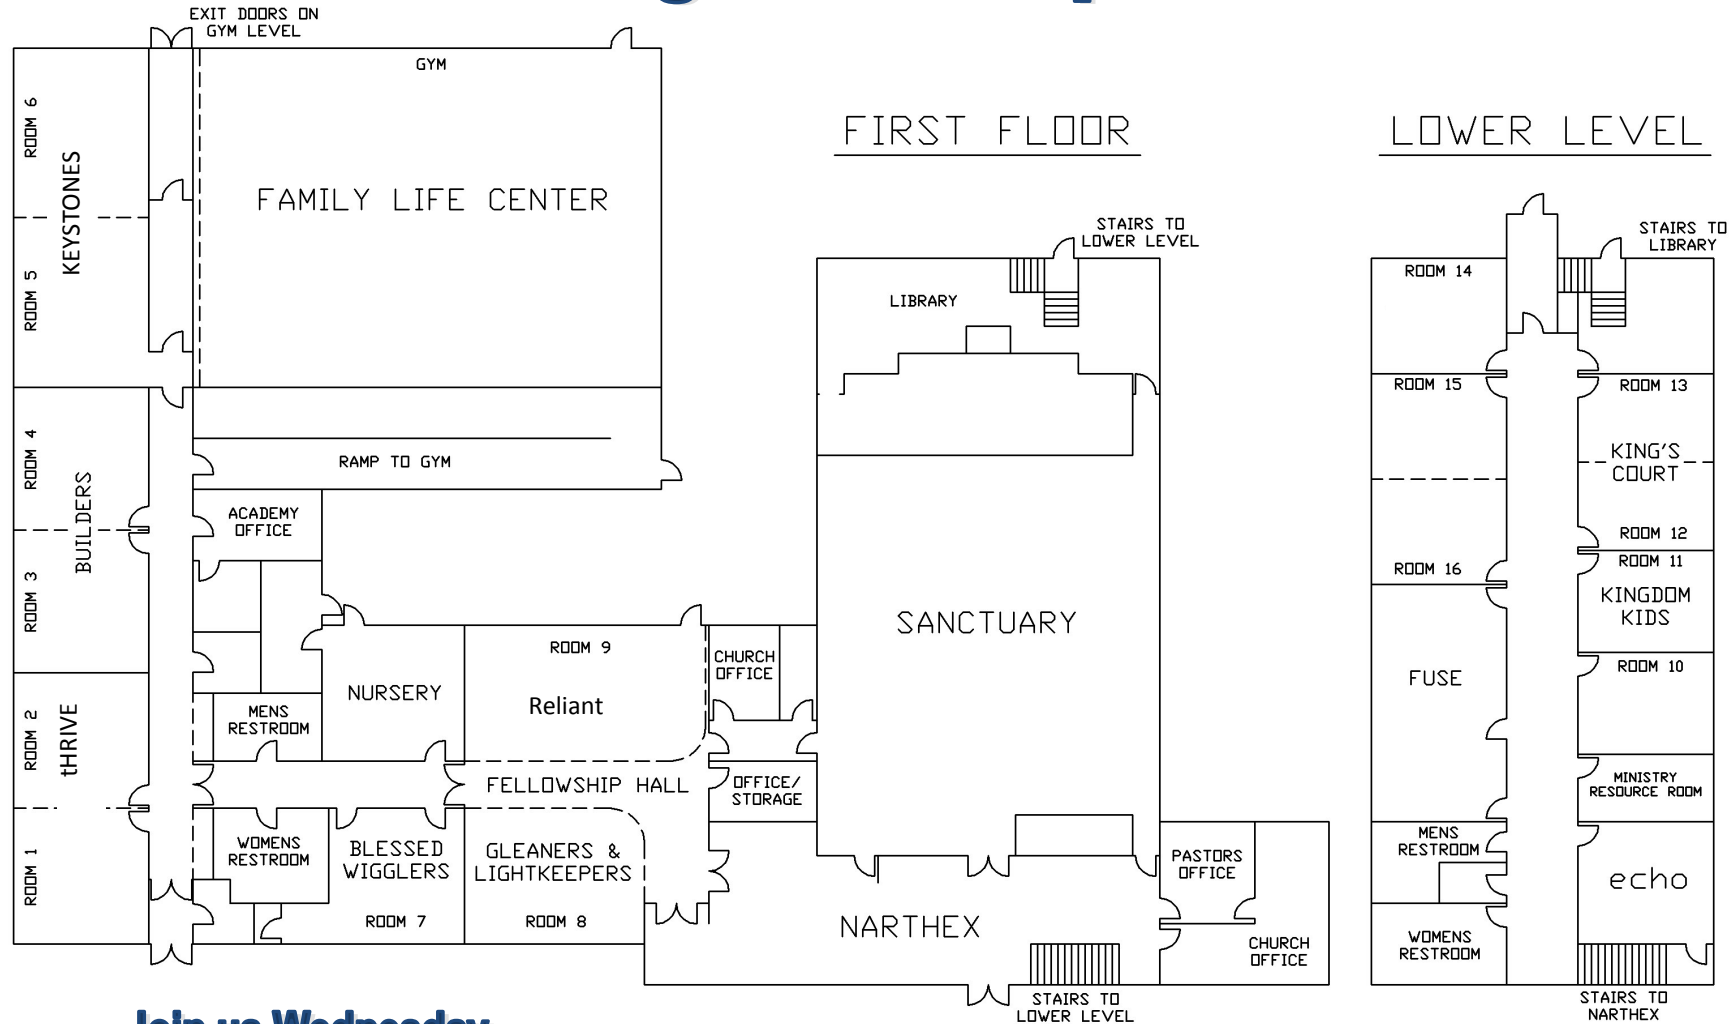 EXIT DOORS ON
GYM LEVEL
GYM
FAMILY LIFE CENTER
ROOM 6
KEYSTONES
ROOM 5
ROOM 4
BUILDERS
ROOM 3
ROOM 2
tHRIVE
ROOM 1
RAMP TO GYM
ACADEMY
OFFICE
NURSERY
MENS
RESTROOM
ROOM 9
Reliant
CHURCH
OFFICE
FELLOWSHIP HALL
OFFICE/
STORAGE
WOMENS
RESTROOM
BLESSED
WIGGLERS
ROOM 7
GLEANERS &
LIGHTKEEPERS
ROOM 8
FIRST FLOOR
STAIRS TO
LOWER LEVEL
LIBRARY
SANCTUARY
NARTHEX
PASTORS
OFFICE
CHURCH
OFFICE
STAIRS TO
LOWER LEVEL
LOWER LEVEL
STAIRS TO
LIBRARY
ROOM 14
ROOM 15
ROOM 16
ROOM 13
KING'S
COURT
ROOM 12
ROOM 11
KINGDOM
KIDS
ROOM 10
FUSE
MINISTRY
RESOURCE ROOM
MENS
RESTROOM
echo
WOMENS
RESTROOM
STAIRS TO
NARTHEX
Join us Wednesday